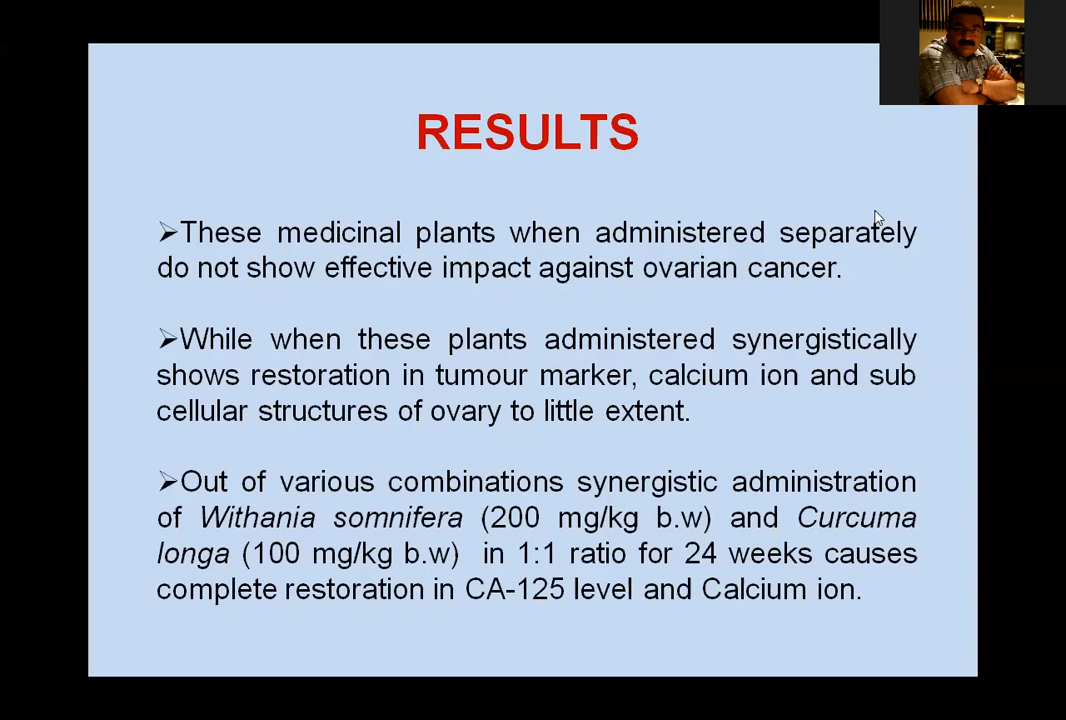 RESULTS
➢These medicinal plants when administered separately
do not show effective impact against ovarian cancer.
➢While when these plants administered synergistically
shows restoration in tumour marker, calcium ion and sub
cellular structures of ovary to little extent.
➢Out of various combinations synergistic administration
of Withania somnifera (200 mg/kg b.w) and Curcuma
longa (100 mg/kg b.w) in 1:1 ratio for 24 weeks causes
complete restoration in CA-125 level and Calcium ion.